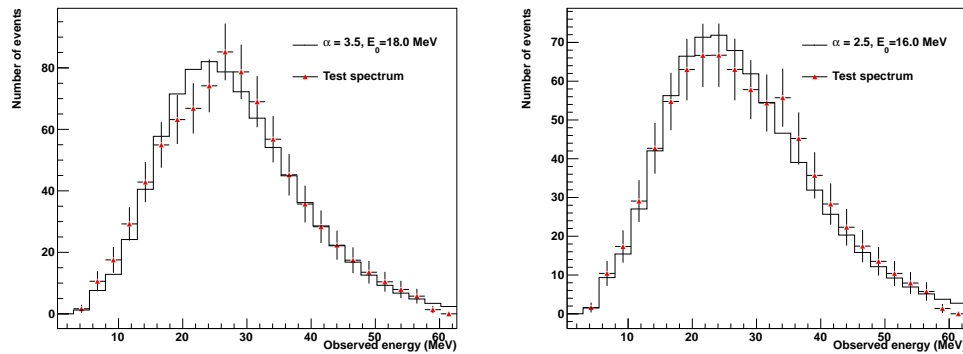 Number of events
80
60
40
20
0
α = 3.5, E0=18.0 MeV
Test spectrum
10 20 30 40 50 60
Observed energy (MeV)
Number of events
70
60
50
40
30
20
10
0
α = 2.5, E0=16.0 MeV
Test spectrum
10 20 30 40 50 60
Observed energy (MeV)